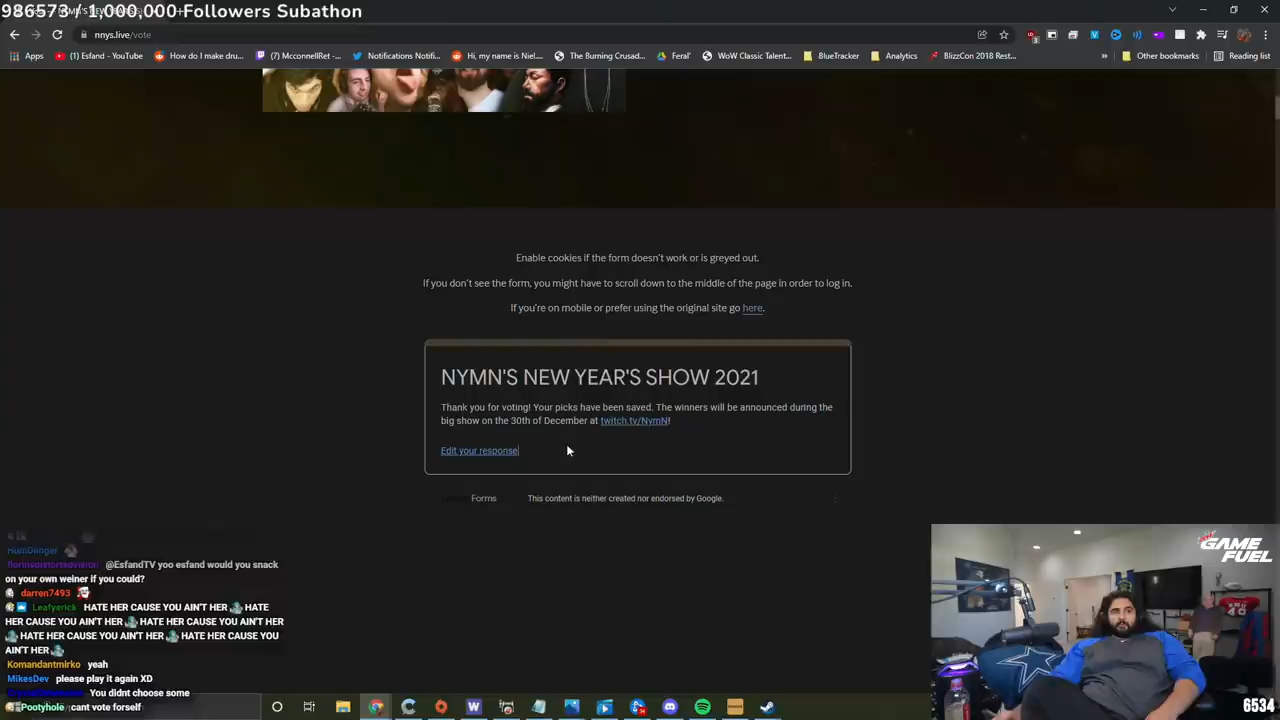 986573 / 1,000,000 Followers Subathon
nnys.live/vote
Apps
(1) Esfand - YouTube
How do I make dru...
(7) McconnellRet -...
Notifications Notifi...
Hi, my name is Niel...
The Burning Crusad...
Feral'
WoW Classic Talent...
BlueTracker
Analytics
BlizzCon 2018 Rest...
»
Other bookmarks
Reading list
Enable cookies if the form doesn't work or is greyed out.
If you don't see the form, you might have to scroll down to the middle of the page in order to log in.
If you're on mobile or prefer using the original site go here.
NYMN'S NEW YEAR'S SHOW 2021
Thank you for voting! Your picks have been saved. The winners will be announced during the
big show on the 30th of December at twitch.tv/NymN!
Edit your response
Forms
This content is neither created nor endorsed by Google.
HumDinger
@EsfandTV yoo esfand would you snack
on your own weiner if you could?
darren7493
Leafyerick HATE HER CAUSE YOU AIN'T HER HATE
HER CAUSE YOU AIN'T HER HATE HER CAUSE YOU AIN'T
HER HATE HER CAUSE YOU AIN'T HER HATE HER CAUSE YOU
AIN'T HER
Komandantmirko yeah
MikesDev please play it again XD
You didnt choose some
Pootyhole cant vote forself
GAME
FUEL
6534